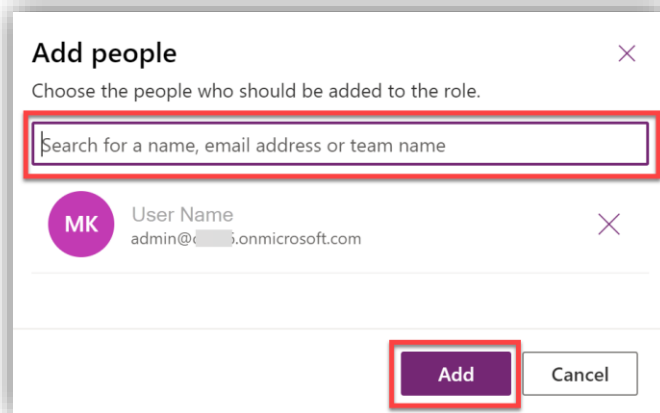 Add people
Choose the people who should be added to the role.
Search for a name, email address or team name
MK
User Name
admin@ .onmicrosoft.com
Add
Cancel